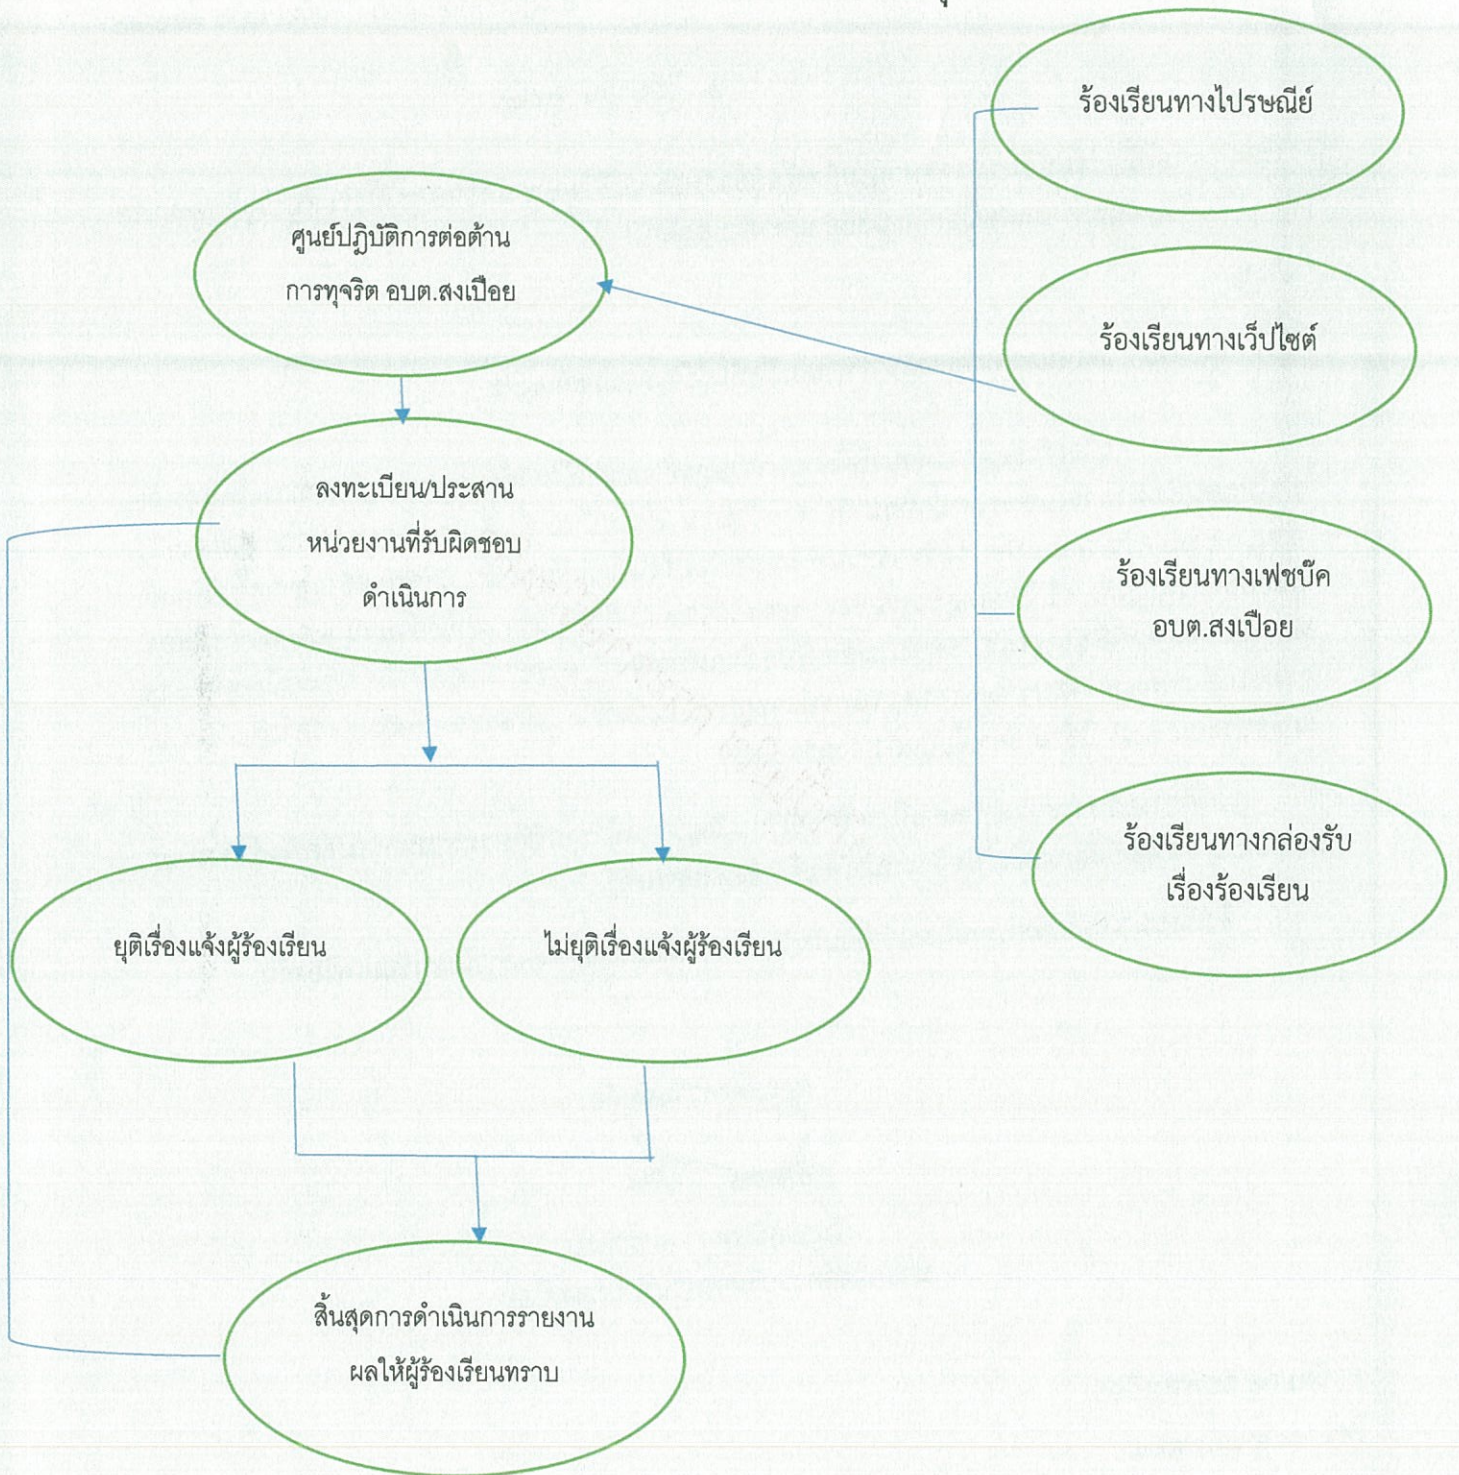 ร้องเรียนทางไปรษณีย์
ศูนย์ปฏิบัติการต่อต้าน
การทุจริต อบต.สงเปือย
ร้องเรียนทางเว็ปไซต์
ลงทะเบียน/ประสาน
หน่วยงานที่รับผิดชอบ
ดำเนินการ
ร้องเรียนทางเฟชบ๊ค
อบต.สงเปือย
ร้องเรียนทางกล่องรับ
เรื่องร้องเรียน
ยุติเรื่องแจ้งผู้ร้องเรียน
ไม่ยุติเรื่องแจ้งผู้ร้องเรียน
สิ้นสุดการดำเนินการรายงาน
ผลให้ผู้ร้องเรียนทราบ